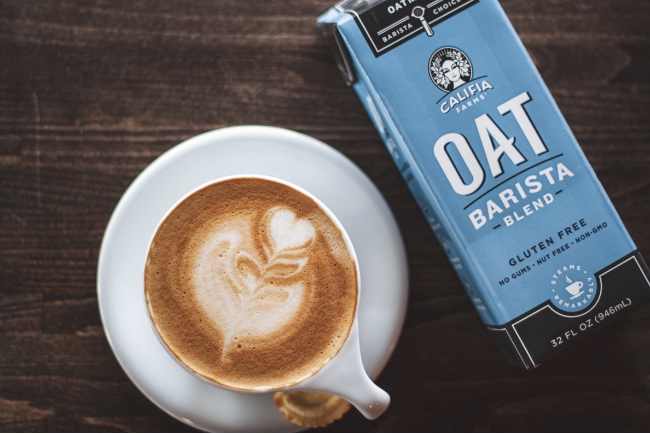 OATM
BARISTA CHOICE
CALIFIA
FARMS
OAT
BARISTA
BLEND
GLUTEN FREE
NO GUMS • NUT FREE • NON-GMO
STEAMS
REMARKABLY
32 FL OZ (946mL)